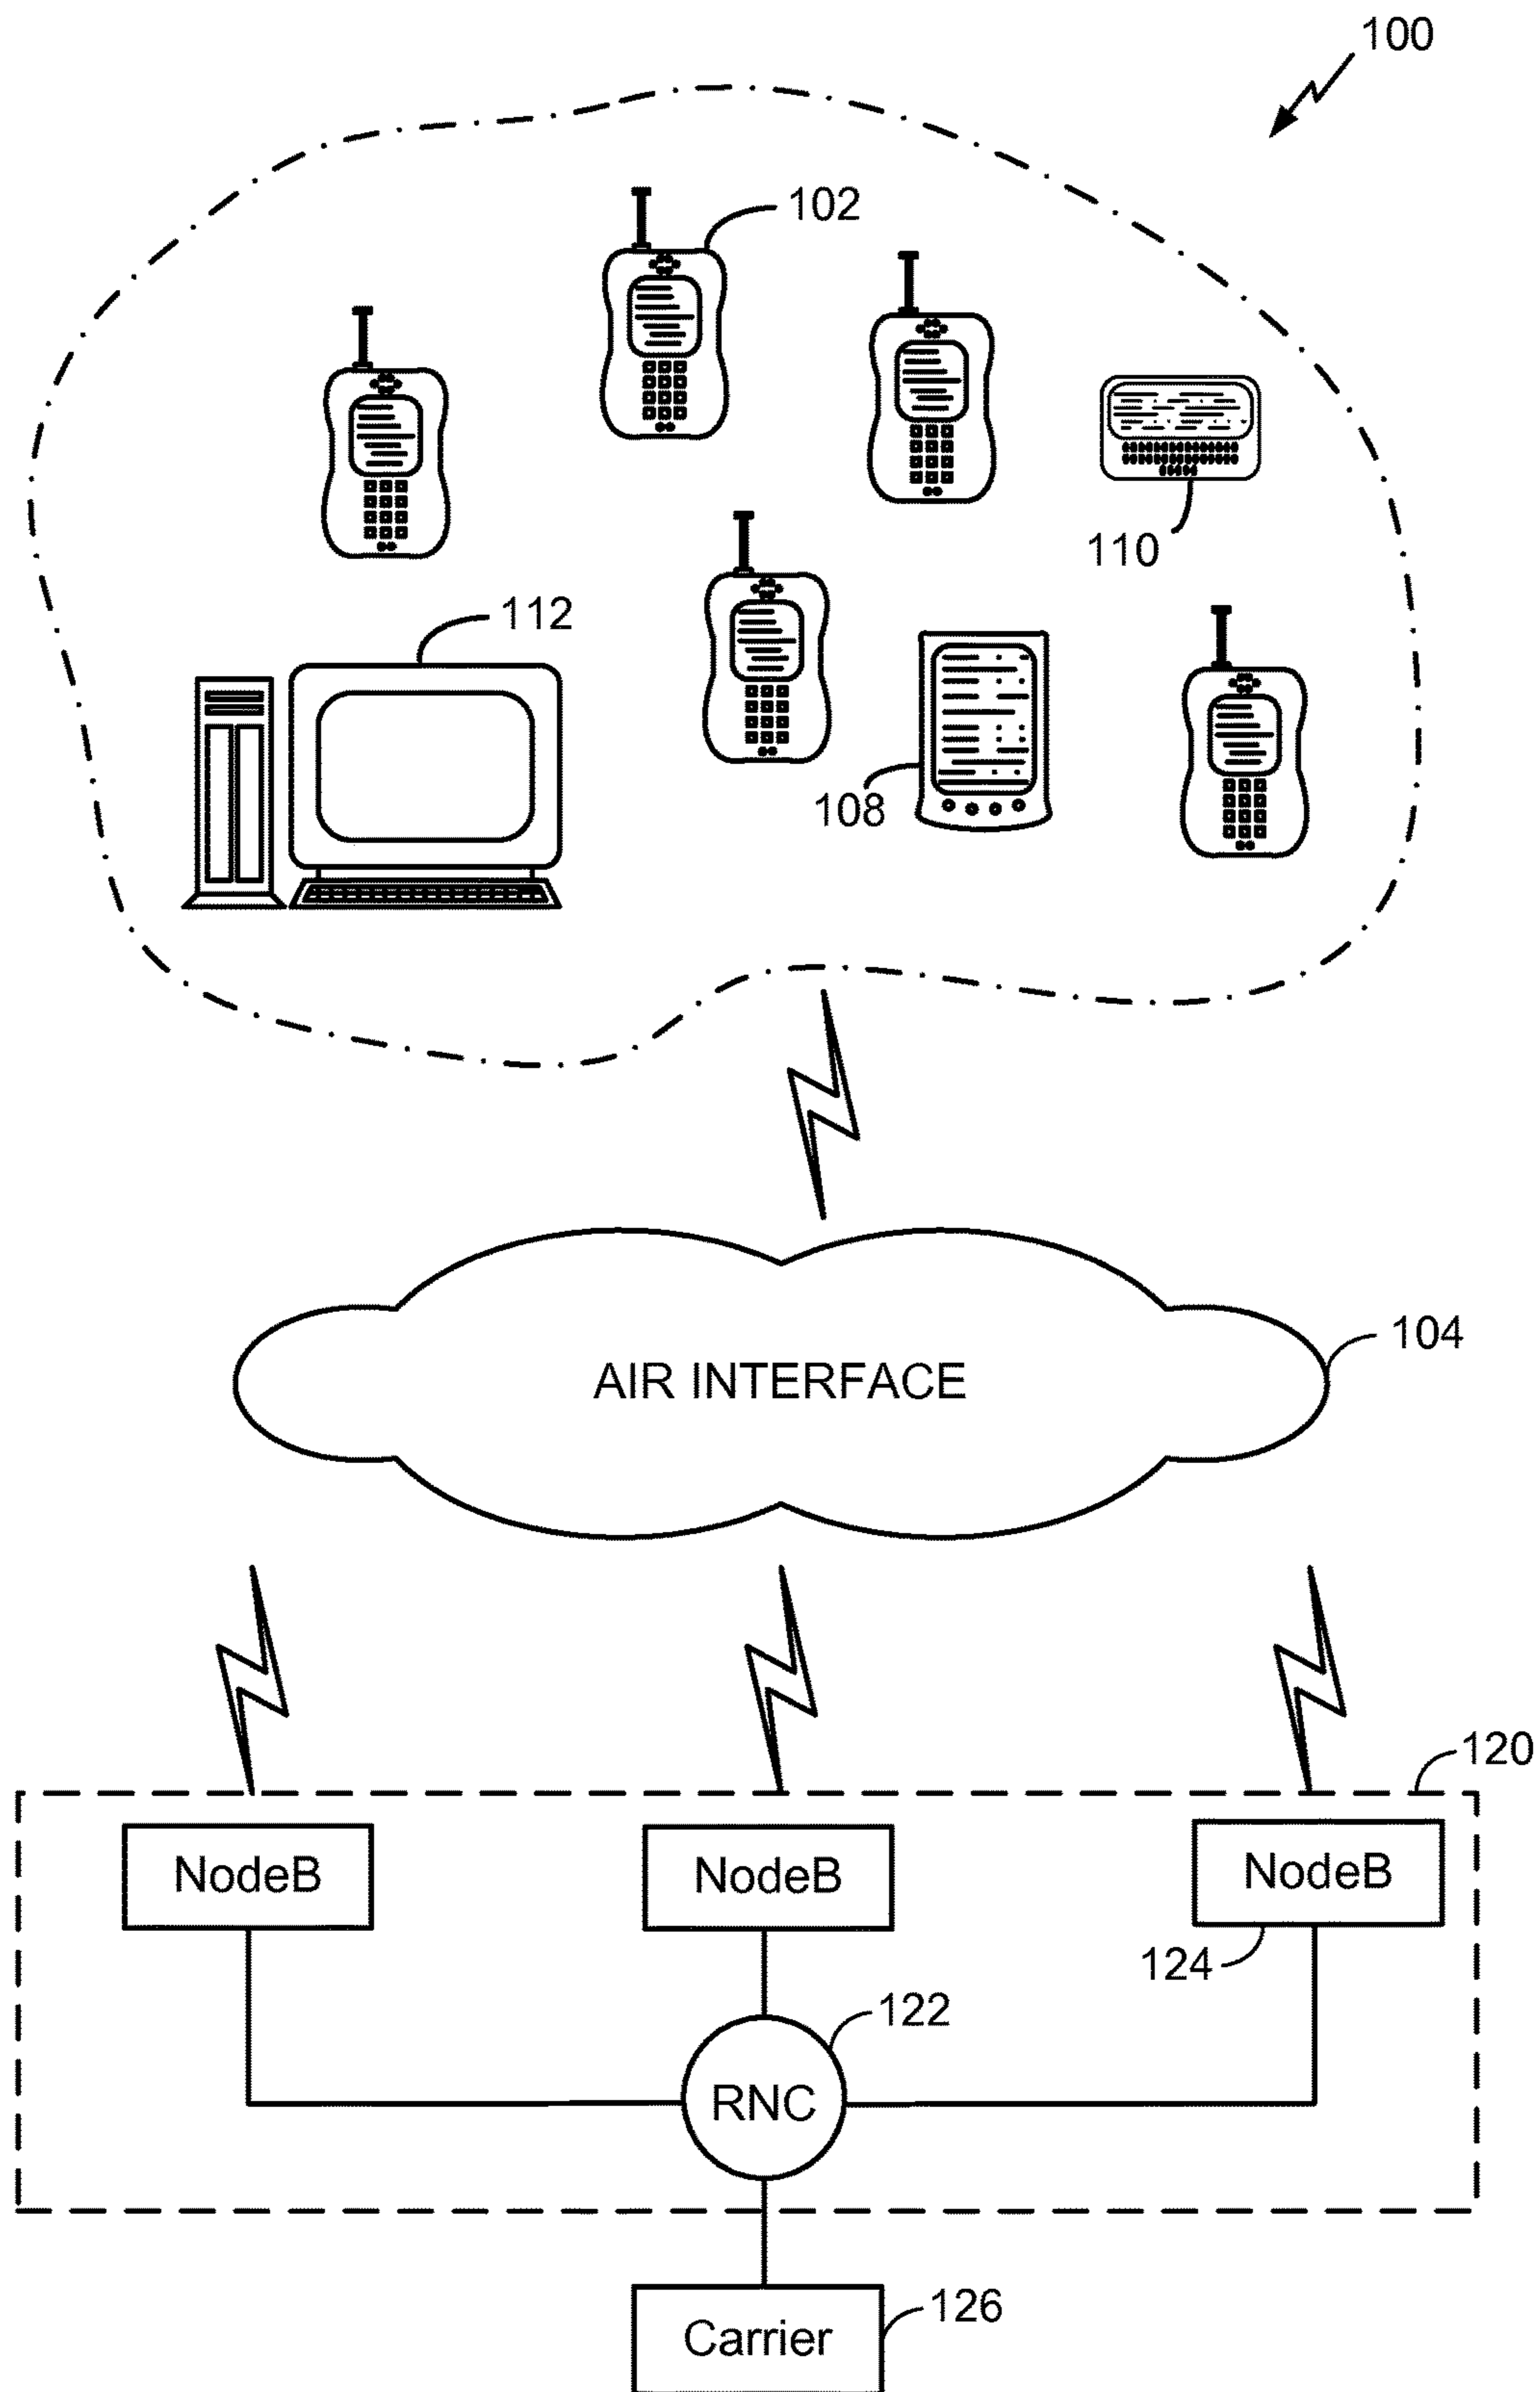 100
102
110
112
108
AIR INTERFACE
104
120
NodeB
NodeB
NodeB
124
122
RNC
126
Carrier